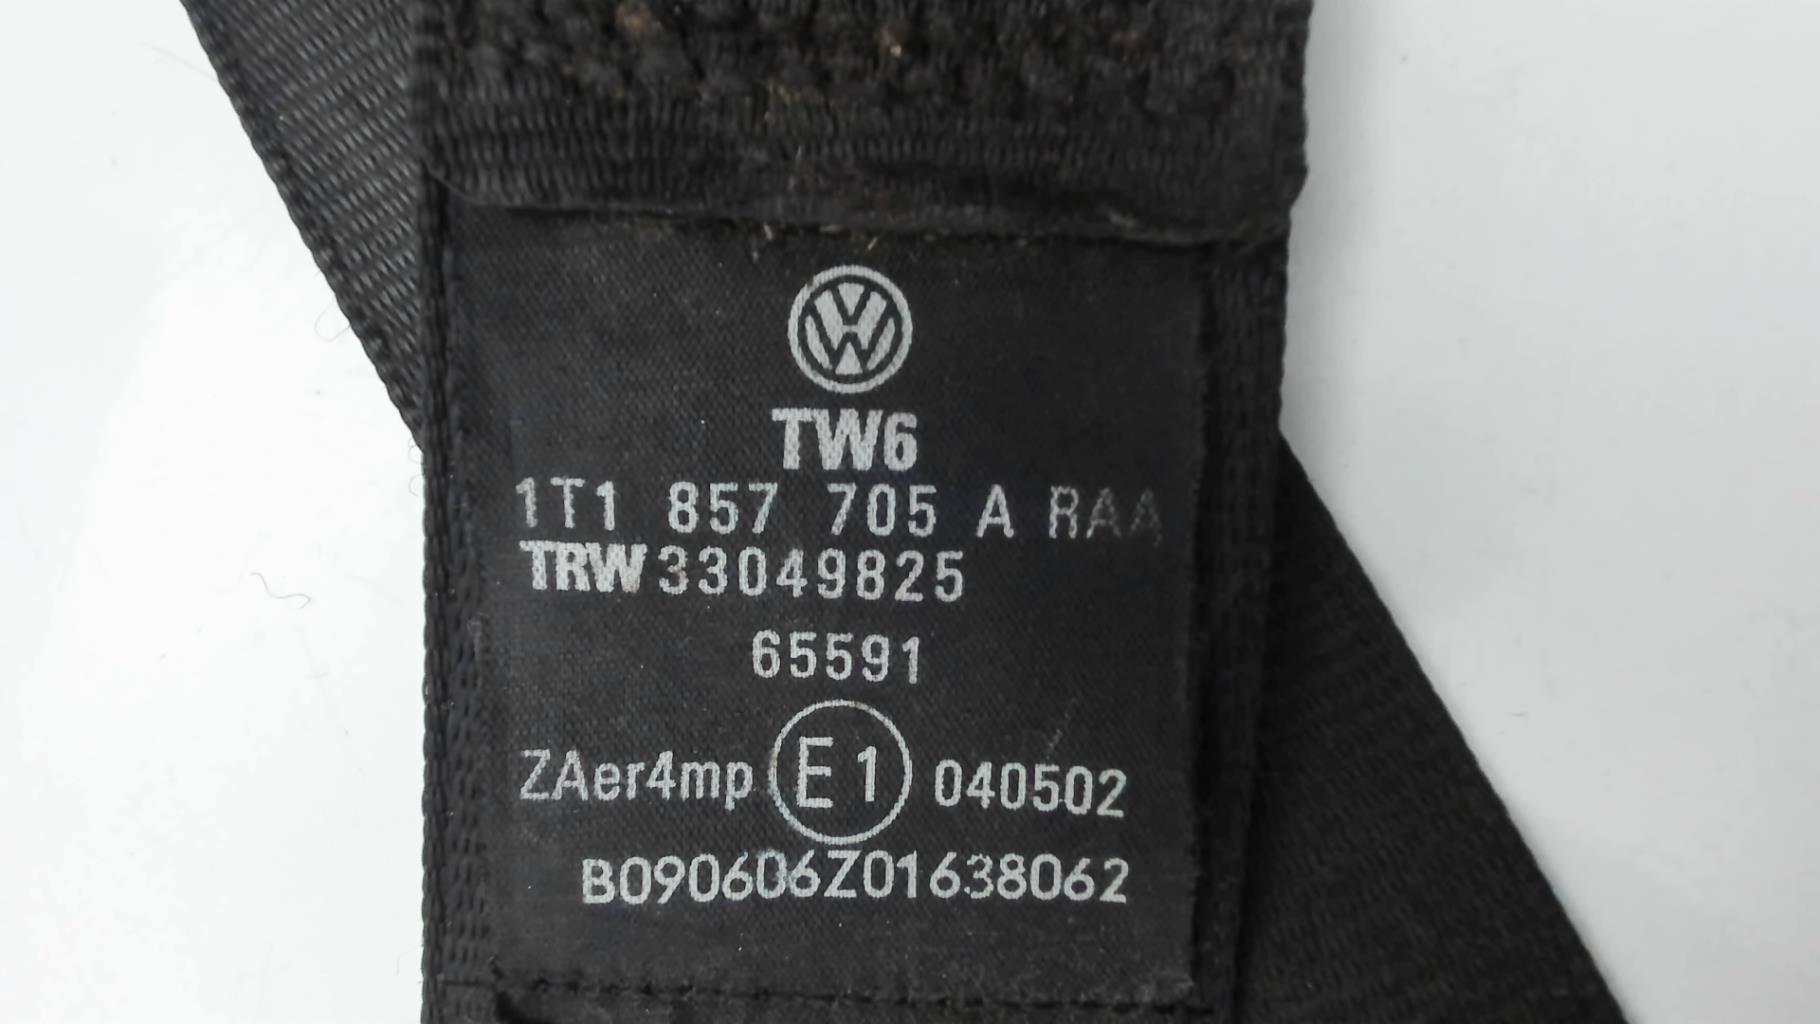 TW6
1T1 857 705 A RAA
TRW 33049825
65591
ZAer4mp E1 040502
B090606Z01638062